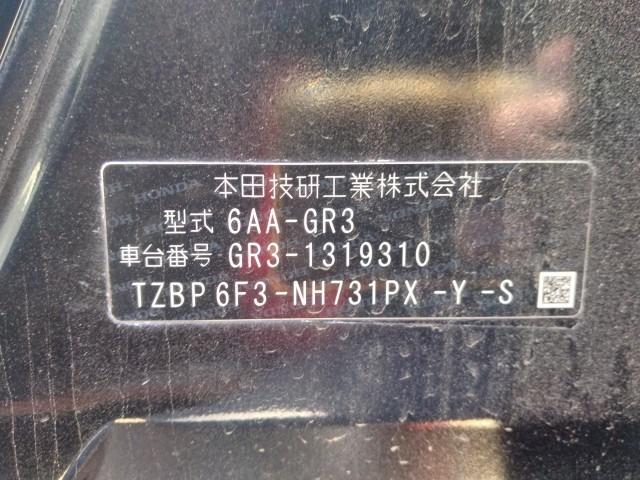 本田技研工業株式会社
型式 6AA-GR3
車台番号 GR3-1319310
TZBP 6F3-NH731PX -Y -S